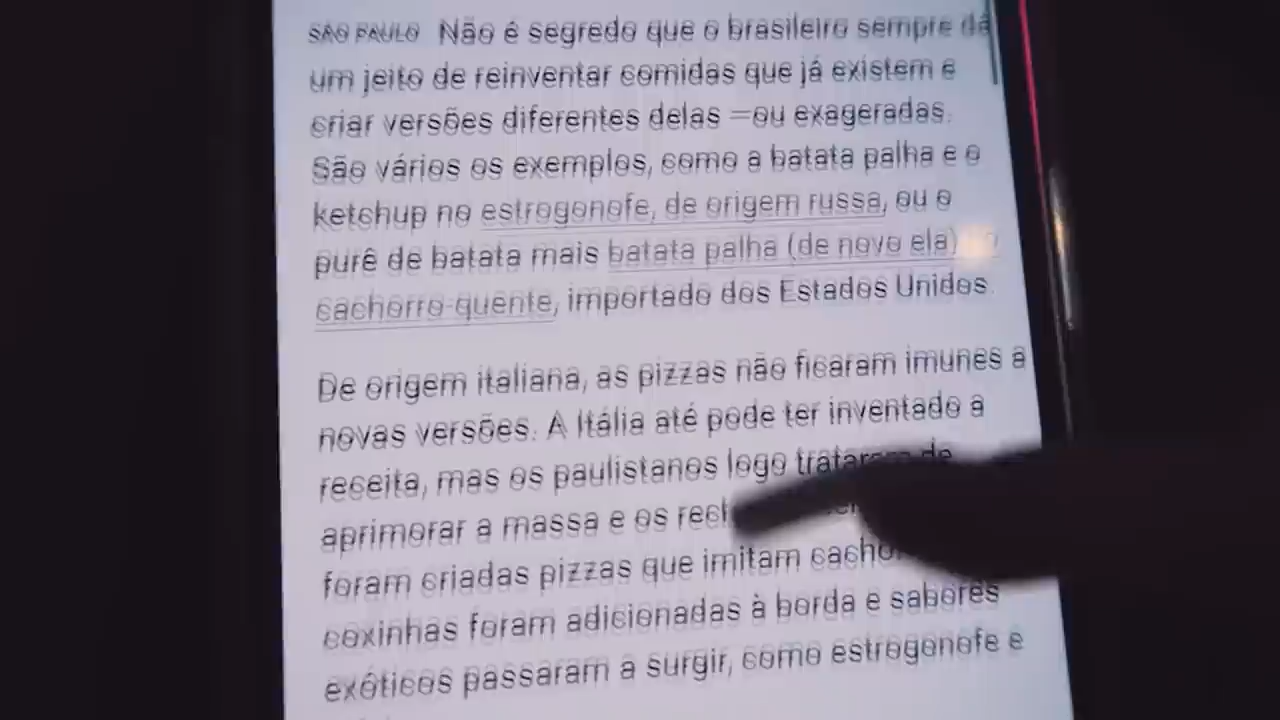 SÃO PAULO Não é segredo que o brasileiro sempre dá
um jeito de reinventar comidas que já existem e
criar versões diferentes delas —ou exageradas.
São vários os exemplos, como a batata palha e o
ketchup no estrogonofe, de origem russa, ou o
purê de batata mais batata palha (de novo ela)
cachorro-quente, importado dos Estados Unidos.
De origem italiana, as pizzas não ficaram imunes a
novas versões. A Itália até pode ter inventado a
receita, mas os paulistanos logo trataram de
aprimorar a massa e os
foram criadas pizzas que imitam
coxinhas foram adicionadas à borda e sabores
exóticos passaram a surgir, como estrogonofe e